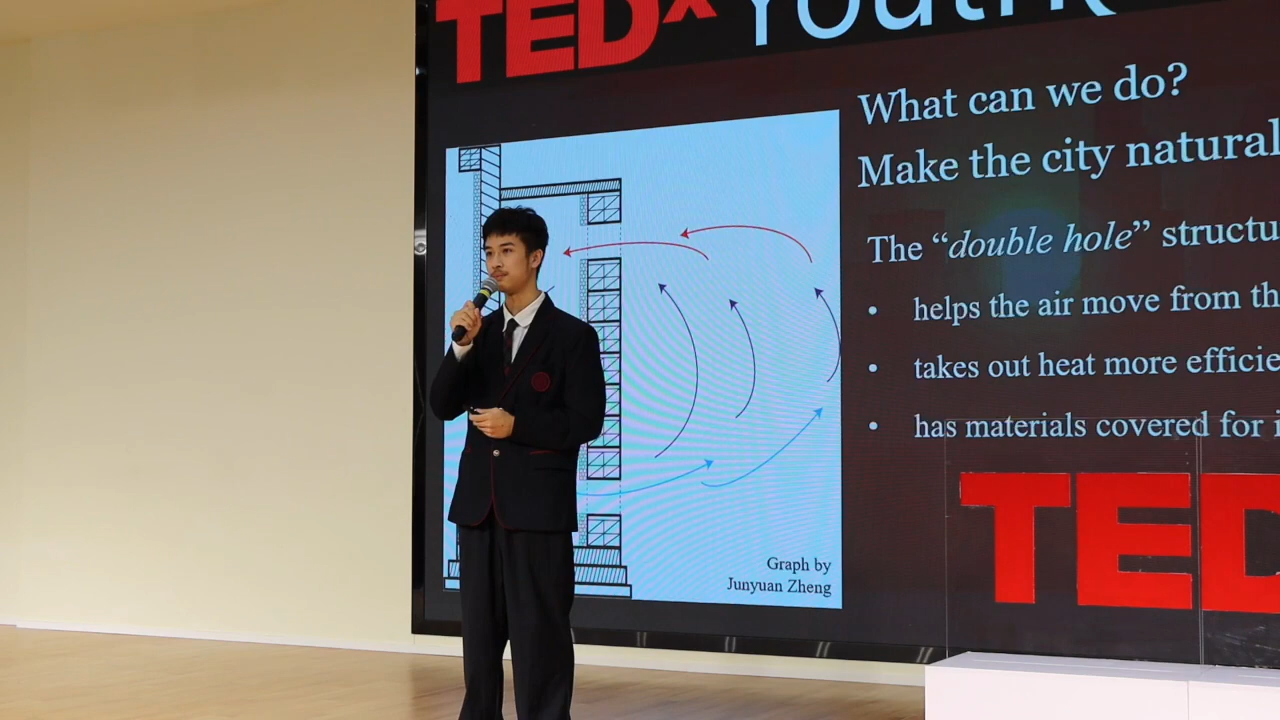 TEDx Youth
What can we do?
Make the city natural
The “double hole” structu
• helps the air move from th
• takes out heat more efficie
• has materials covered for i
Graph by
Junyuan Zheng
TED